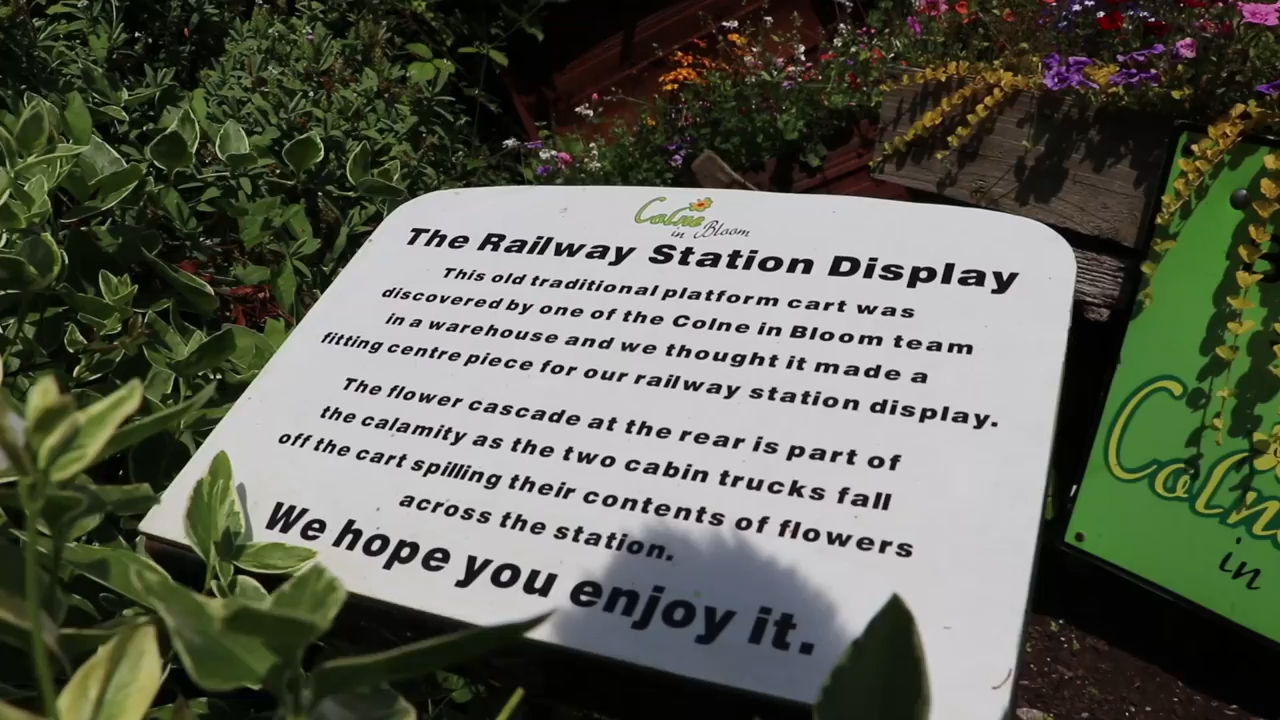 Colne
in Bloom
The Railway Station Display
This old traditional platform cart was
discovered by one of the Colne in Bloom team
in a warehouse and we thought it made a
fitting centre piece for our railway station display.
The flower cascade at the rear is part of
the calamity as the two cabin trucks fall
off the cart spilling their contents of flowers
across the station.
We hope you enjoy it.
Coln
in